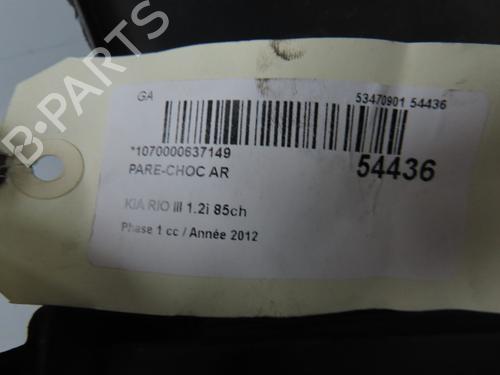 GA
53470901 54436
*1070000637149
54436
PARE-CHOC AR
KIA RIO III 1.2i 85ch
Phase 1 cc / Année 2012
B-PARTS